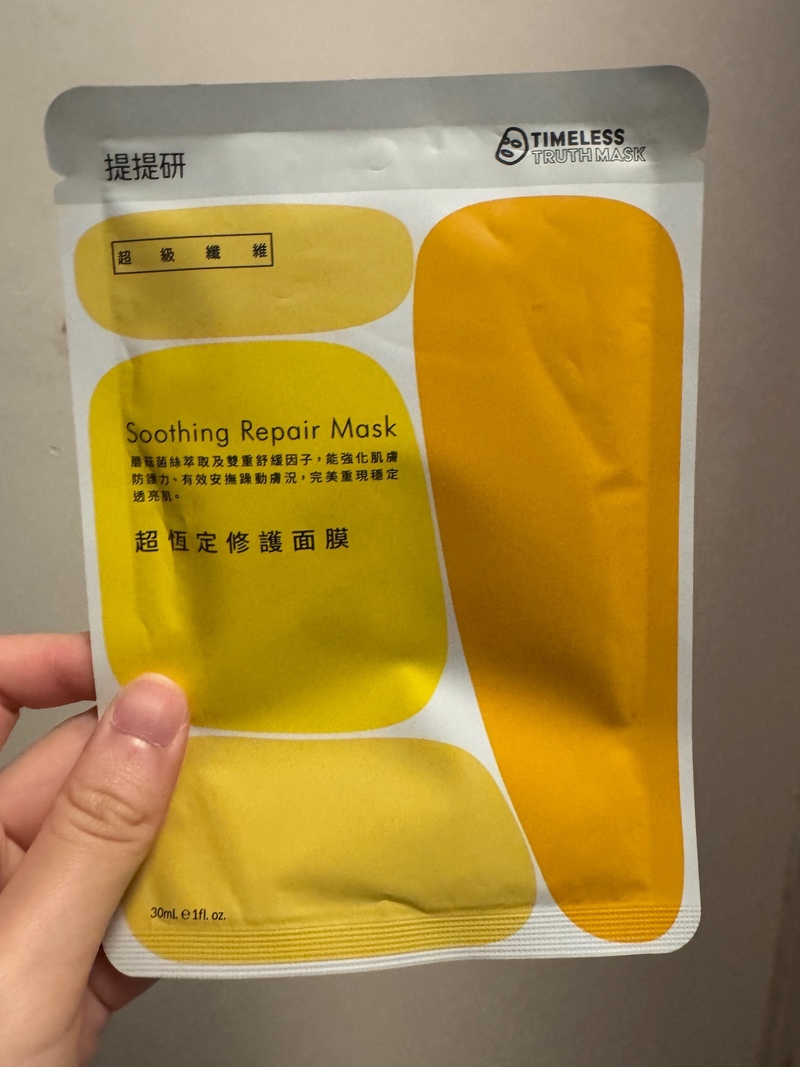 提提研
TIMELESS
TRUTH MASK
超級纖維
Soothing Repair Mask
蘑菇菌絲萃取及雙重舒緩因子，能強化肌膚
防護力。有效安撫躁動膚況，完美重現穩定
透亮肌。
超恆定修護面膜
30mL e 1fl. oz.